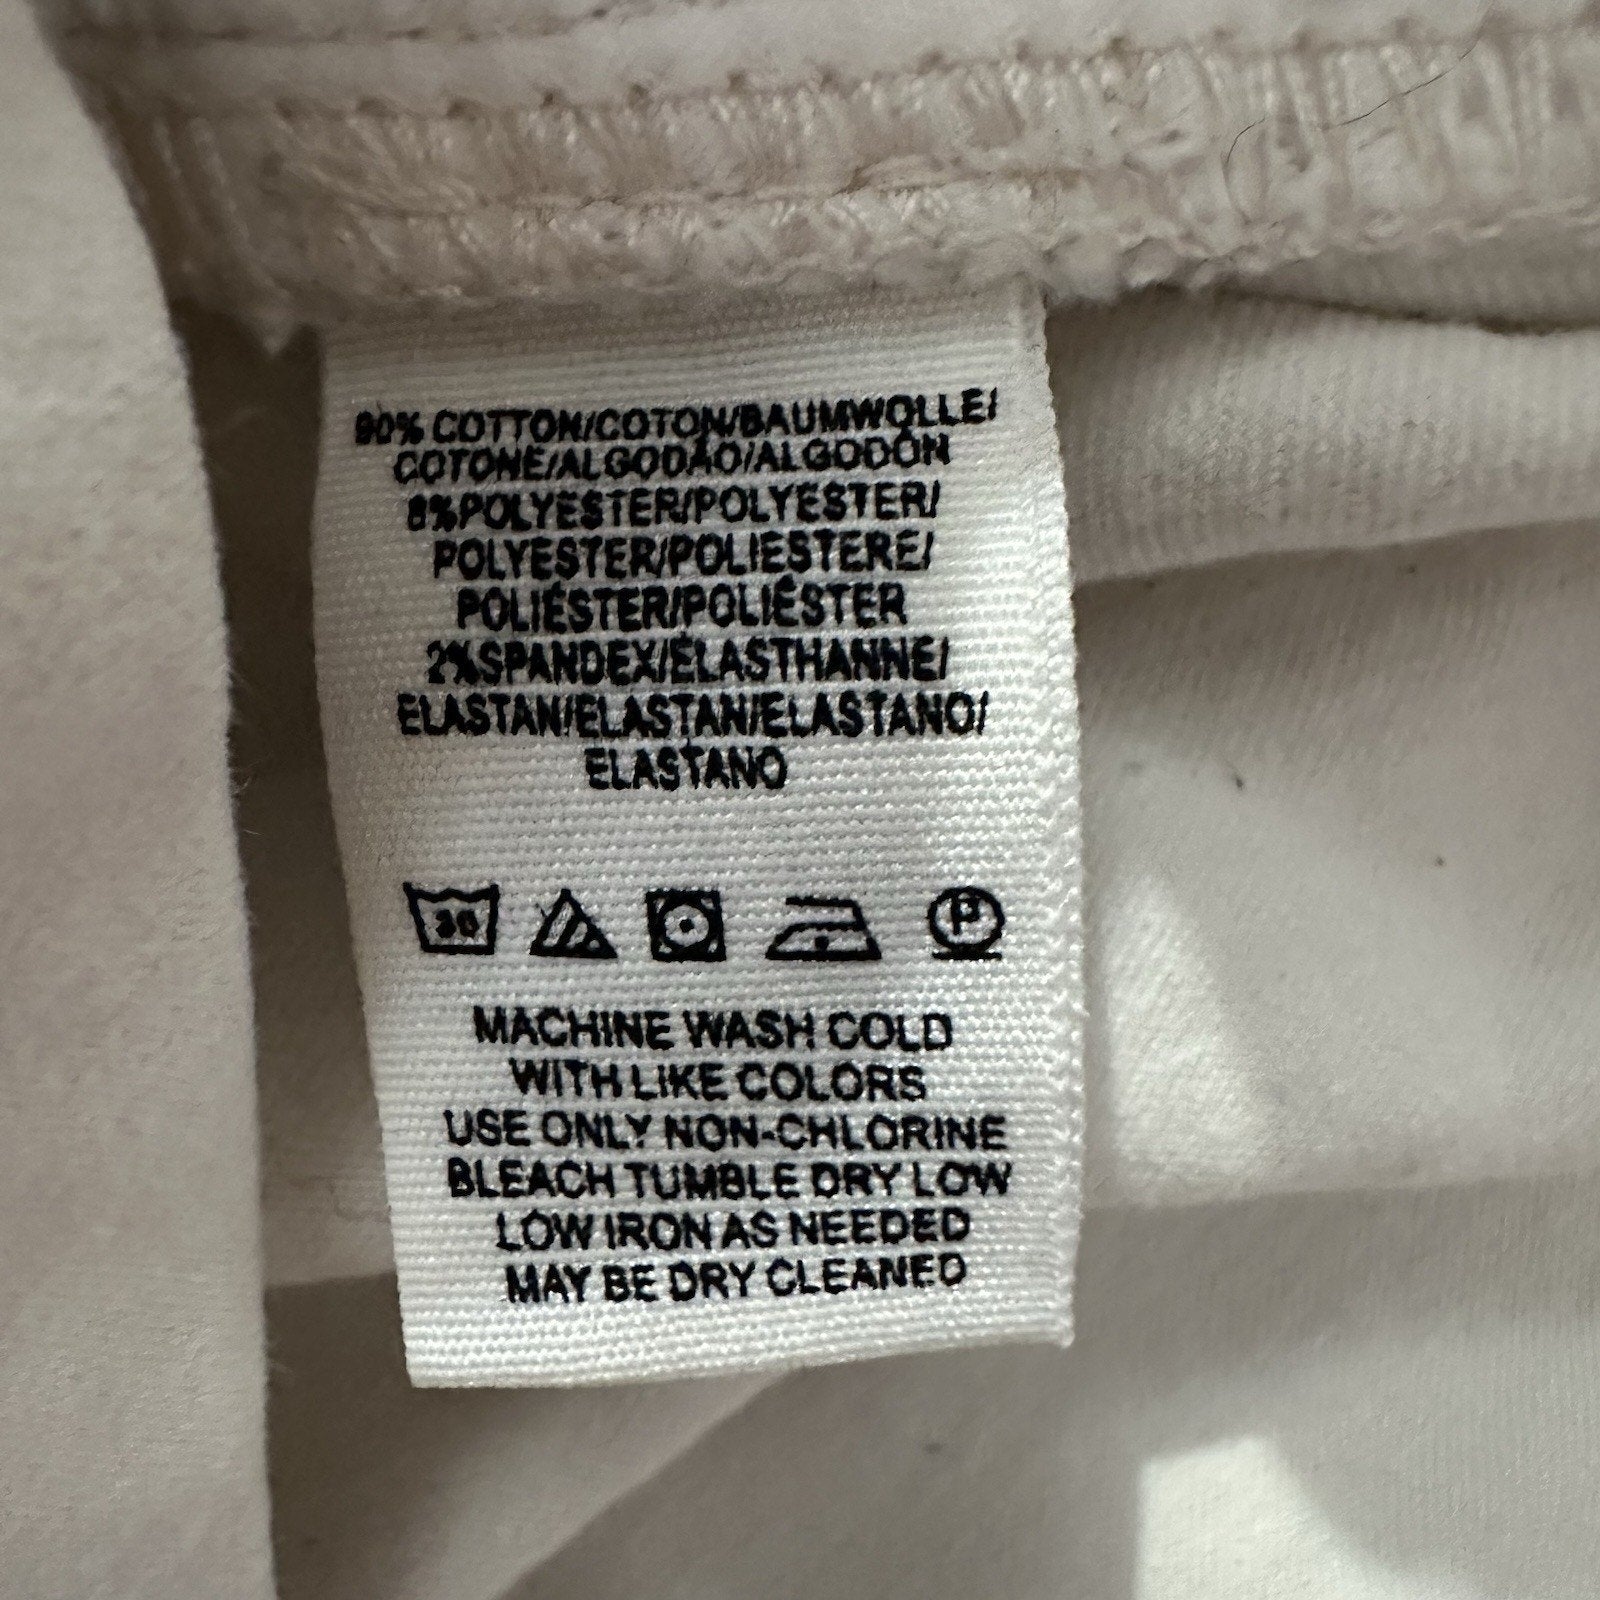 90% COTTON/COTON/BAUMWOLLE/
COTONE/ALGODÃO/ALGODÓN
8%POLYESTER/POLYESTER/
POLYESTER/POLIESTERE/
POLIÉSTER/POLIÉSTER
2%SPANDEX/ÉLASTHANNE/
ELASTAN/ELASTAN/ELASTANO/
ELASTANO
30 P
MACHINE WASH COLD
WITH LIKE COLORS
USE ONLY NON-CHLORINE
BLEACH TUMBLE DRY LOW
LOW IRON AS NEEDED
MAY BE DRY CLEANED